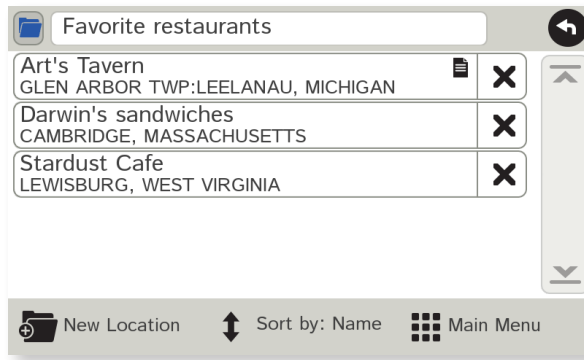 Favorite restaurants
Art's Tavern
GLEN ARBOR TWP:LEELANAU, MICHIGAN
Darwin's sandwiches
CAMBRIDGE, MASSACHUSETTS
Stardust Cafe
LEWISBURG, WEST VIRGINIA
New Location
Sort by: Name
Main Menu